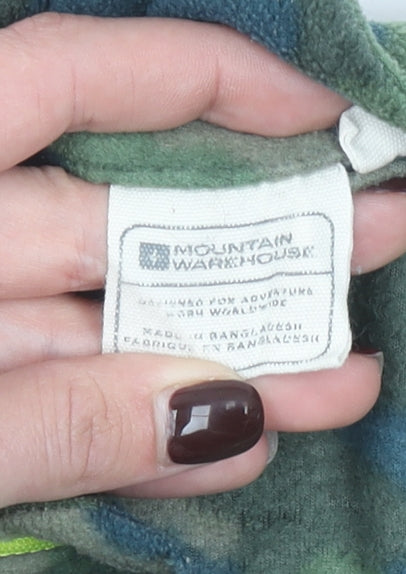 MOUNTAIN
WAREHOUSE
DESIGNED FOR ADVENTURE
WORN WORLDWIDE
MADE IN BANGLADESH
FABRIQUE EN BANGLADESH